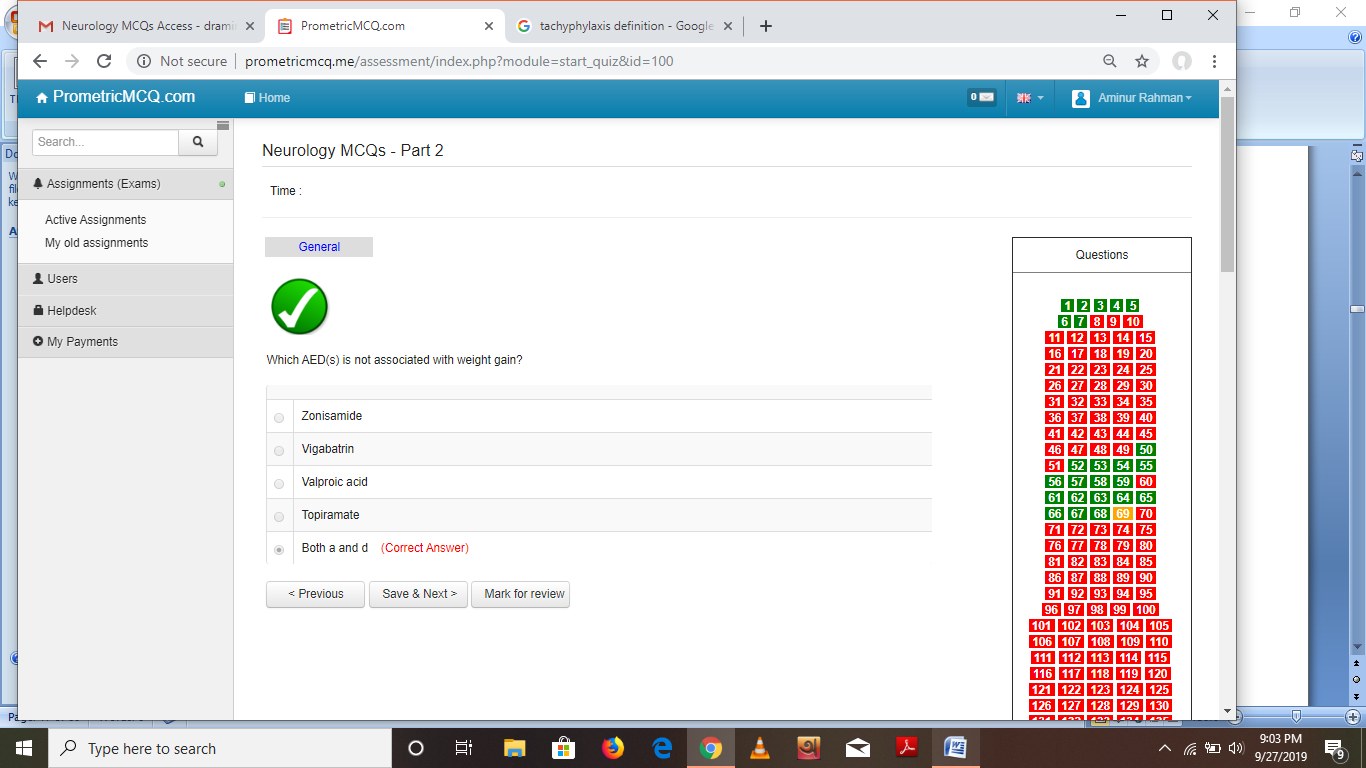 Neurology MCQs Access - drami
PrometricMCQ.com
tachyphylaxis definition - Google
Not secure | prometricmcq.me/assessment/index.php?module=start_quiz&id=100
PrometricMCQ.com
Home
0
Aminur Rahman
Search...
Assignments (Exams)
Active Assignments
My old assignments
Users
Helpdesk
My Payments
Neurology MCQs - Part 2
Time :
General
Which AED(s) is not associated with weight gain?
Zonisamide
Vigabatrin
Valproic acid
Topiramate
Both a and d (Correct Answer)
< Previous
Save & Next >
Mark for review
Questions
1 2 3 4 5
6 7 8 9 10
11 12 13 14 15
16 17 18 19 20
21 22 23 24 25
26 27 28 29 30
31 32 33 34 35
36 37 38 39 40
41 42 43 44 45
46 47 48 49 50
51 52 53 54 55
56 57 58 59 60
61 62 63 64 65
66 67 68 69 70
71 72 73 74 75
76 77 78 79 80
81 82 83 84 85
86 87 88 89 90
91 92 93 94 95
96 97 98 99 100
101 102 103 104 105
106 107 108 109 110
111 112 113 114 115
116 117 118 119 120
121 122 123 124 125
126 127 128 129 130
Type here to search
9:03 PM
9/27/2019
9